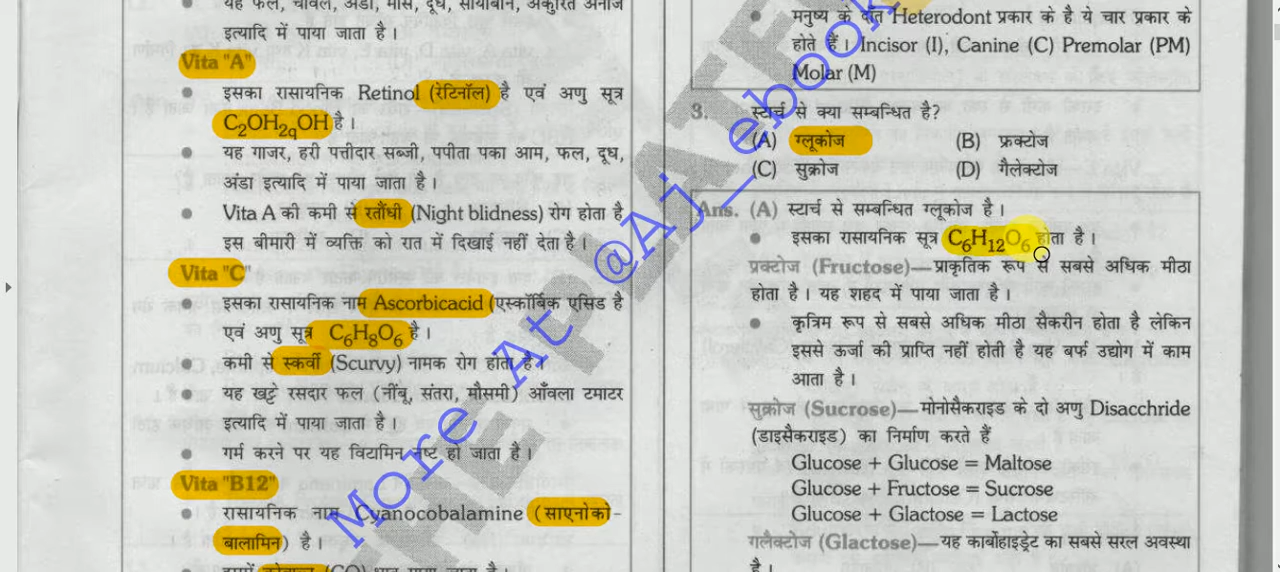 यह फल, चावल, अंडा, मांस, दूध, सोयाबीन, अंकुरित अनाज
इत्यादि में पाया जाता है।
Vita "A"
● इसका रासायनिक Retinol (रेटिनॉल) है एवं अणु सूत्र
C₂OH₂qOH है।
● यह गाजर, हरी पत्तीदार सब्जी, पपीता पका आम, फल, दूध,
अंडा इत्यादि में पाया जाता है।
● Vita A की कमी से रतौंधी (Night blidness) रोग होता है
इस बीमारी में व्यक्ति को रात में दिखाई नहीं देता है।
Vita "C"
● इसका रासायनिक नाम Ascorbicacid (एस्कॉर्बिक एसिड है
एवं अणु सूत्र C₆H₈O₆ है।
● कमी से स्कर्वी (Scurvy) नामक रोग होता है।
● यह खट्टे रसदार फल (नींबू, संतरा, मौसमी) आँवला टमाटर
इत्यादि में पाया जाता है।
● गर्म करने पर यह विटामिन नष्ट हो जाता है।
Vita "B12"
● रासायनिक नाम Cyanocobalamine (साएनोको-
बालामिन) है।
● मनुष्य के दाँत Heterodont प्रकार के है ये चार प्रकार के
होते हैं। Incisor (I), Canine (C) Premolar (PM)
Molar (M)
3. स्टार्च से क्या सम्बन्धित है?
(A) ग्लूकोज (B) फ्रक्टोज
(C) सुक्रोज (D) गैलेक्टोज
Ans. (A) स्टार्च से सम्बन्धित ग्लूकोज है।
● इसका रासायनिक सूत्र C₆H₁₂O₆ होता है।
प्रक्टोज (Fructose)—प्राकृतिक रूप से सबसे अधिक मीठा
होता है। यह शहद में पाया जाता है।
● कृत्रिम रूप से सबसे अधिक मीठा सैकरीन होता है लेकिन
इससे ऊर्जा की प्राप्ति नहीं होती है यह बर्फ उद्योग में काम
आता है।
सुक्रोज (Sucrose)—मोनोसैकराइड के दो अणु Disacchride
(डाइसैकराइड) का निर्माण करते हैं
Glucose + Glucose = Maltose
Glucose + Fructose = Sucrose
Glucose + Glactose = Lactose
गलैक्टोज (Glactose)—यह कार्बोहाइड्रेट का सबसे सरल अवस्था
है।
More At @Aj_ebook
THE PLATE